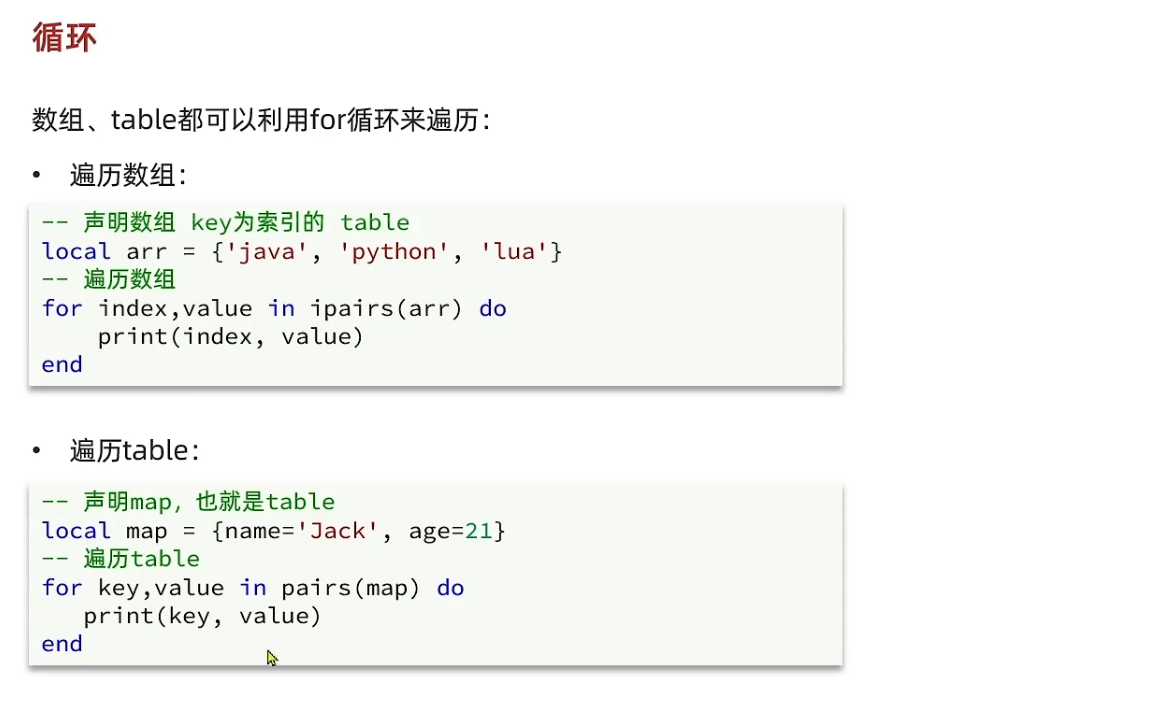 循环
数组、table都可以利用for循环来遍历：
• 遍历数组：
-- 声明数组 key为索引的 table
local arr = {'java', 'python', 'lua'}
-- 遍历数组
for index,value in ipairs(arr) do
    print(index, value)
end
• 遍历table：
-- 声明map，也就是table
local map = {name='Jack', age=21}
-- 遍历table
for key,value in pairs(map) do
   print(key, value)
end